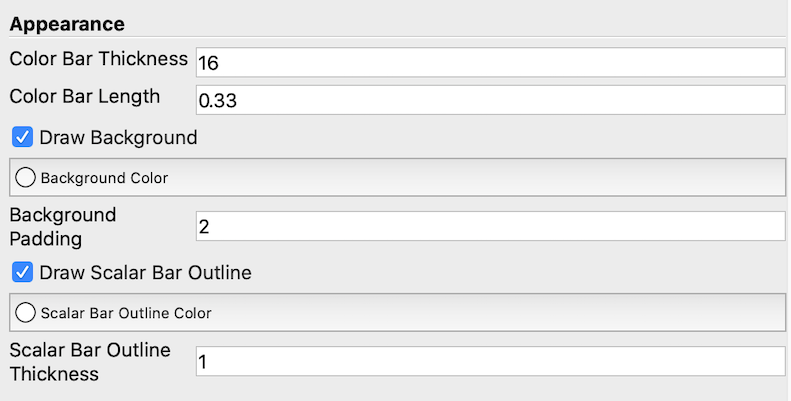 Appearance
Color Bar Thickness 16
Color Bar Length 0.33
Draw Background
Background Color
Background
Padding 2
Draw Scalar Bar Outline
Scalar Bar Outline Color
Scalar Bar Outline
Thickness 1